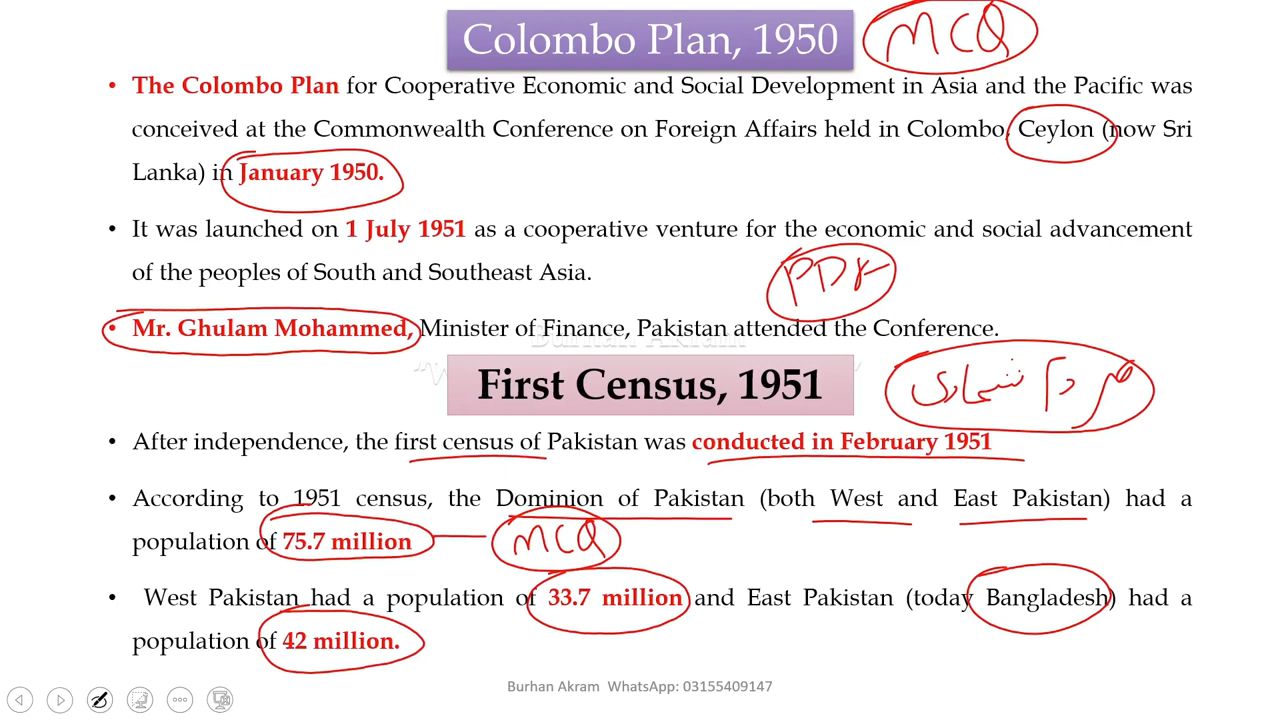 Colombo Plan, 1950 MCQ
• The Colombo Plan for Cooperative Economic and Social Development in Asia and the Pacific was
conceived at the Commonwealth Conference on Foreign Affairs held in Colombo, Ceylon (now Sri
Lanka) in January 1950.
• It was launched on 1 July 1951 as a cooperative venture for the economic and social advancement
of the peoples of South and Southeast Asia.
PDF
• Mr. Ghulam Mohammed, Minister of Finance, Pakistan attended the Conference.
Burhan Akram
First Census, 1951 مردم شماری
• After independence, the first census of Pakistan was conducted in February 1951
• According to 1951 census, the Dominion of Pakistan (both West and East Pakistan) had a
population of 75.7 million MCQ
• West Pakistan had a population of 33.7 million and East Pakistan (today Bangladesh) had a
population of 42 million.
Burhan Akram WhatsApp: 03155409147